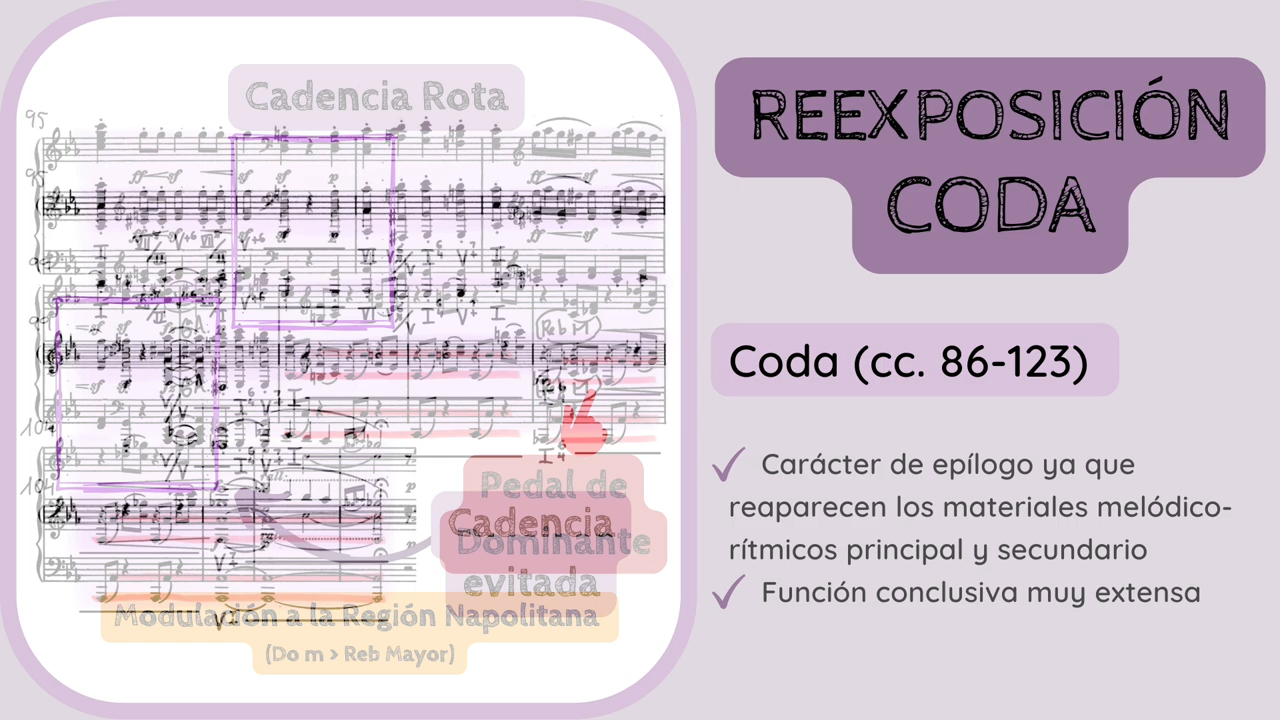 Cadencia Rota
95
Pedal de
Cadencia
Dominante
evitada
Modulación a la Región Napolitana
(Do m > Reb Mayor)
REEXPOSICIÓN
CODA
Coda (cc. 86-123)
Carácter de epílogo ya que
reaparecen los materiales melódico-
rítmicos principal y secundario
Función conclusiva muy extensa